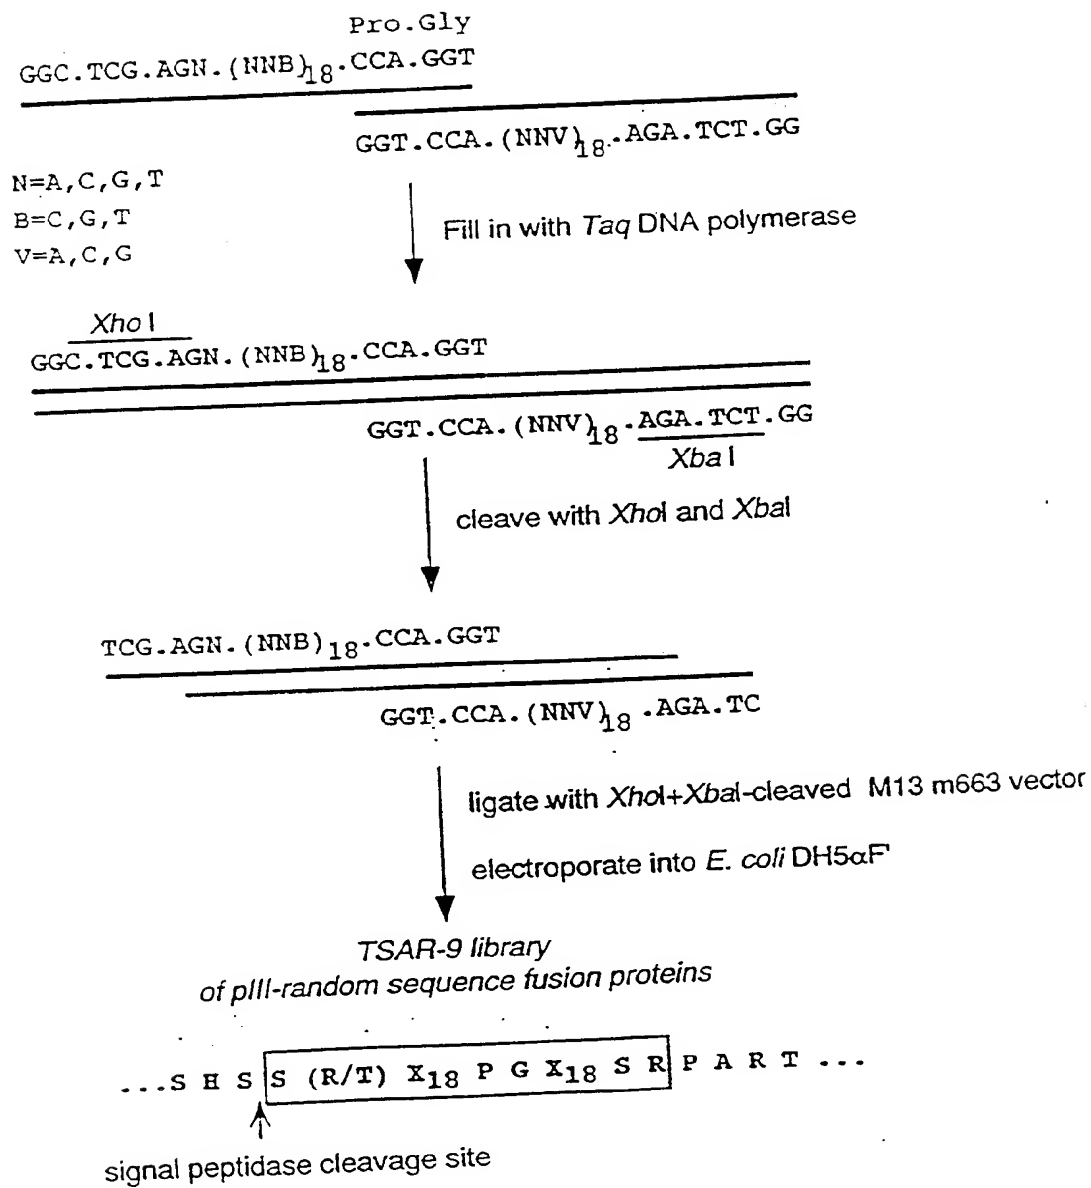 Pro.Gly
GGC.TCG.AGN.(NNB)18.CCA.GGT
GGT.CCA.(NNV)18.AGA.TCT.GG
N=A,C,G,T
B=C,G,T
V=A,C,G
Fill in with Taq DNA polymerase
XhoI
GGC.TCG.AGN.(NNB)18.CCA.GGT
GGT.CCA.(NNV)18.AGA.TCT.GG
XbaI
cleave with XhoI and XbaI
TCG.AGN.(NNB)18.CCA.GGT
GGT.CCA.(NNV)18.AGA.TC
ligate with XhoI+XbaI-cleaved M13 m663 vector
electroporate into E. coli DH5αF'
TSAR-9 library
of pIII-random sequence fusion proteins
...S H S S (R/T) X18 P G X18 S R P A R T ...
signal peptidase cleavage site